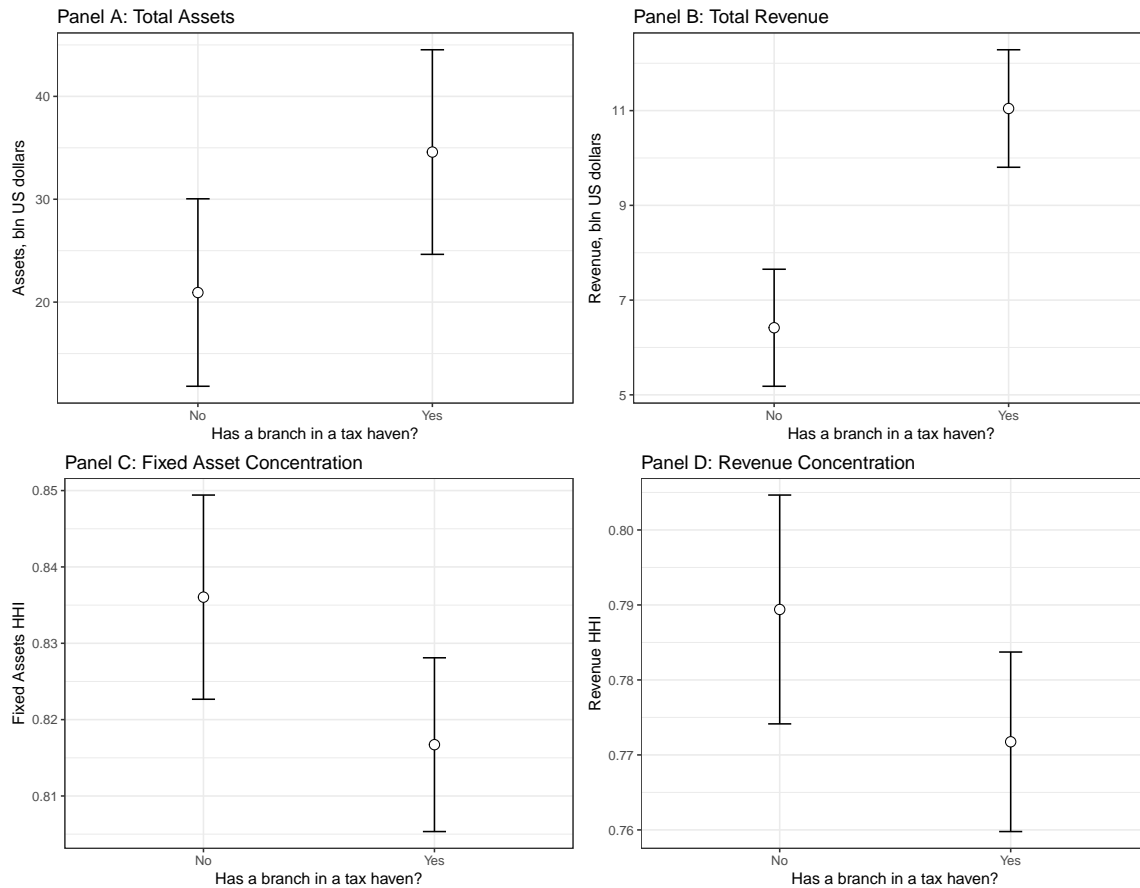 Panel A: Total Assets
Assets, bln US dollars
40
30
20
No
Yes
Has a branch in a tax haven?
Panel B: Total Revenue
Revenue, bln US dollars
11
9
7
5
No
Yes
Has a branch in a tax haven?
Panel C: Fixed Asset Concentration
Fixed Assets HHI
0.85
0.84
0.83
0.82
0.81
No
Yes
Has a branch in a tax haven?
Panel D: Revenue Concentration
Revenue HHI
0.80
0.79
0.78
0.77
0.76
No
Yes
Has a branch in a tax haven?